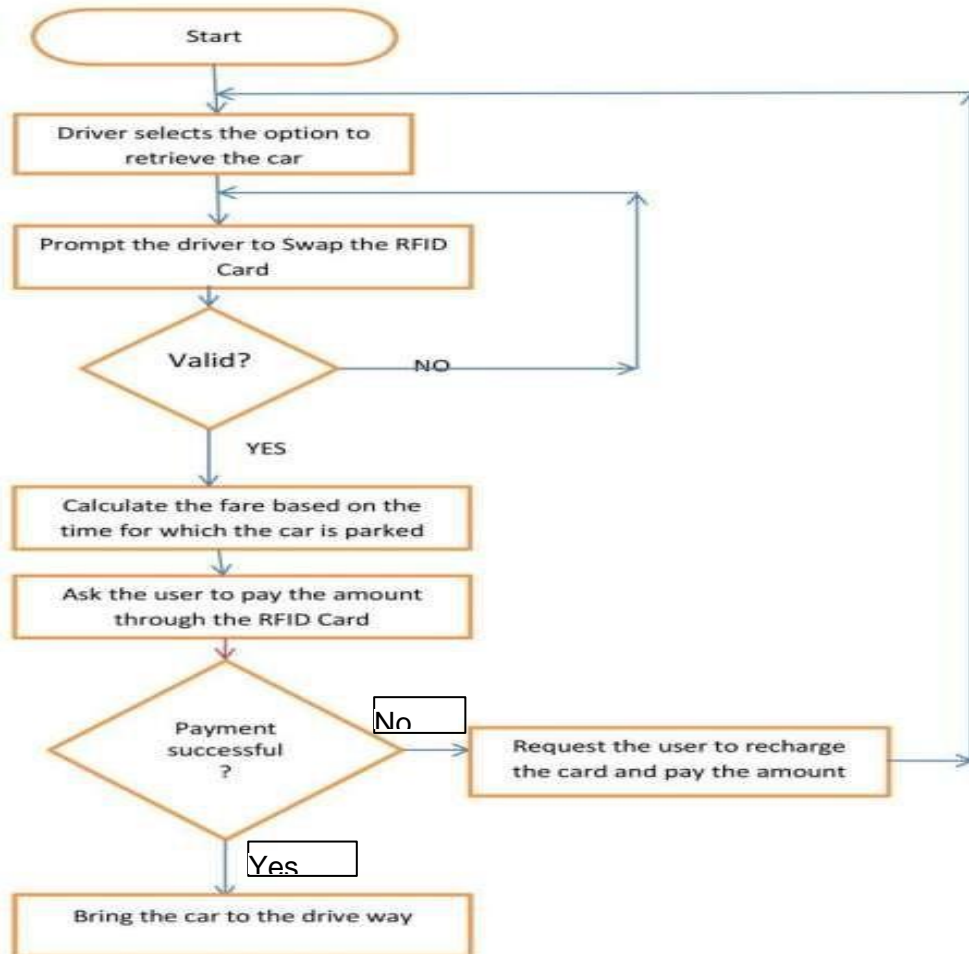 Start
Driver selects the option to
retrieve the car
Prompt the driver to Swap the RFID
Card
Valid?
NO
YES
Calculate the fare based on the
time for which the car is parked
Ask the user to pay the amount
through the RFID Card
Payment
successful
?
No
Request the user to recharge
the card and pay the amount
Yes
Bring the car to the drive way